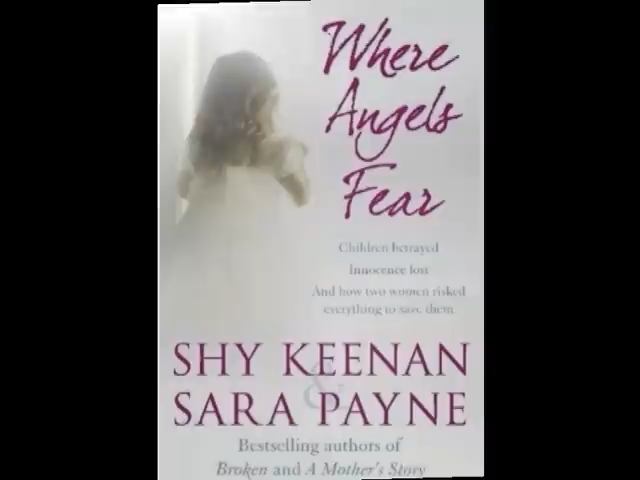 Where
Angels
Fear
Children betrayed
Innocence lost
And how two women risked
everything to save them
SHY KEENAN
&
SARA PAYNE
Bestselling authors of
Broken and A Mother's Story